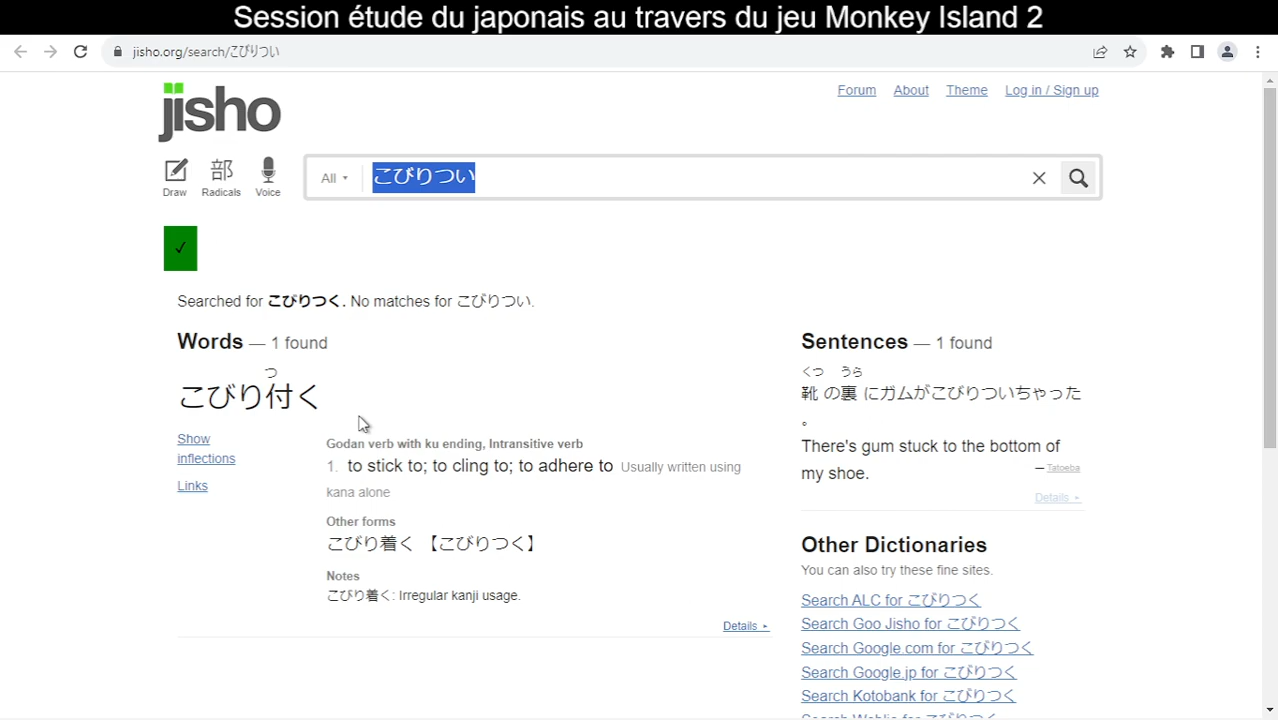 Session étude du japonais au travers du jeu Monkey Island 2
jisho.org/search/こびりつい
jisho
Forum About Theme Log in / Sign up
Draw 部 Radicals Voice
All こびりつい
✓
Searched for こびりつく. No matches for こびりつい.
Words — 1 found
つ
こびり付く
Show
inflections
Links
Godan verb with ku ending, Intransitive verb
1. to stick to; to cling to; to adhere to Usually written using
kana alone
Other forms
こびり着く 【こびりつく】
Notes
こびり着く: Irregular kanji usage.
Details
Sentences — 1 found
くつ うら
靴 の裏 にガムがこびりついちゃった
。
There's gum stuck to the bottom of
my shoe.
— Tatoeba
Details
Other Dictionaries
You can also try these fine sites.
Search ALC for こびりつく
Search Goo Jisho for こびりつく
Search Google.com for こびりつく
Search Google.jp for こびりつく
Search Kotobank for こびりつく